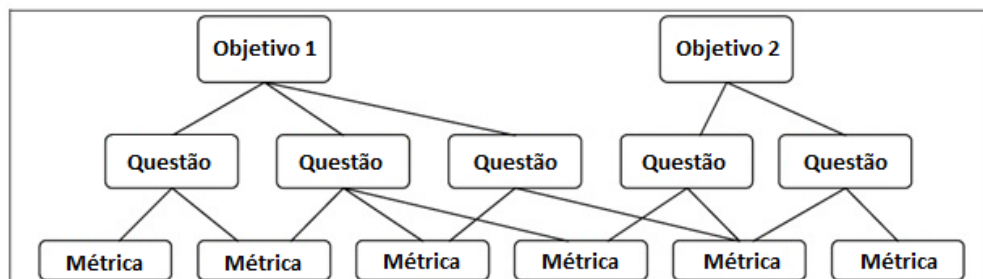 Objetivo 1
Objetivo 2
Questão
Questão
Questão
Questão
Questão
Métrica
Métrica
Métrica
Métrica
Métrica
Métrica